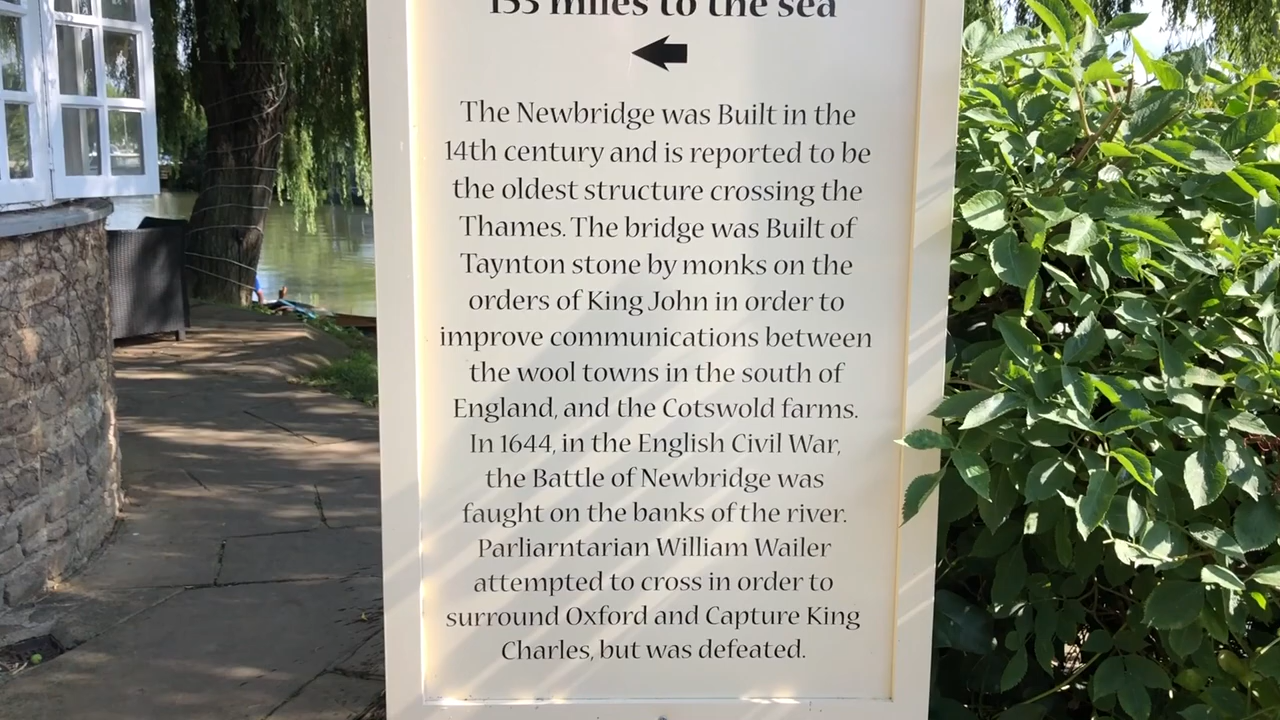 153 miles to the sea
The Newbridge was Built in the
14th century and is reported to be
the oldest structure crossing the
Thames. The bridge was Built of
Taynton stone by monks on the
orders of King John in order to
improve communications between
the wool towns in the south of
England, and the Cotswold farms.
In 1644, in the English Civil War,
the Battle of Newbridge was
faught on the banks of the river.
Parliarntarian William Wailer
attempted to cross in order to
surround Oxford and Capture King
Charles, but was defeated.